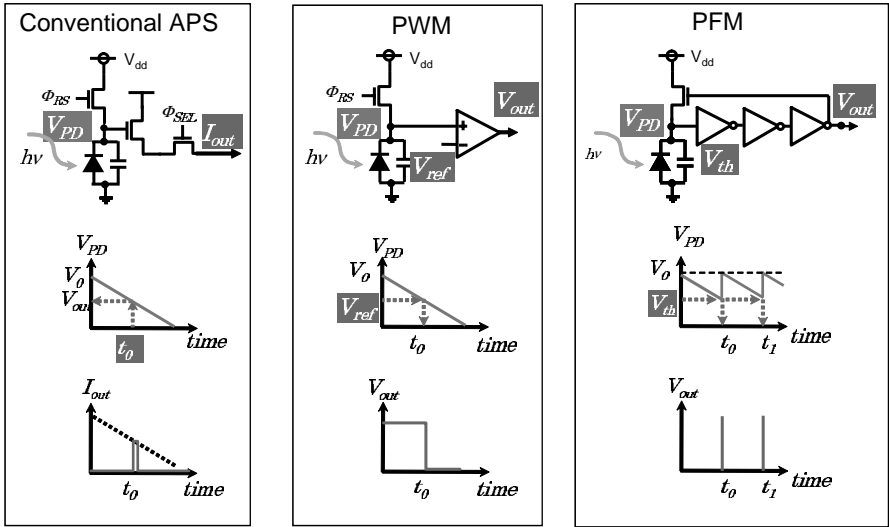 Conventional APS
V_dd
Φ_RS
Φ_SEL
V_PD
I_out
hν
V_PD
V_0
V_out
time
t_0
I_out
t_0
time
PWM
V_dd
Φ_RS
V_out
V_PD
hν
V_ref
V_PD
V_0
V_ref
t_0
time
V_out
t_0
time
PFM
V_dd
V_out
V_PD
hν
V_th
V_PD
V_0
V_th
t_0 t_1 time
V_out
t_0 t_1 time